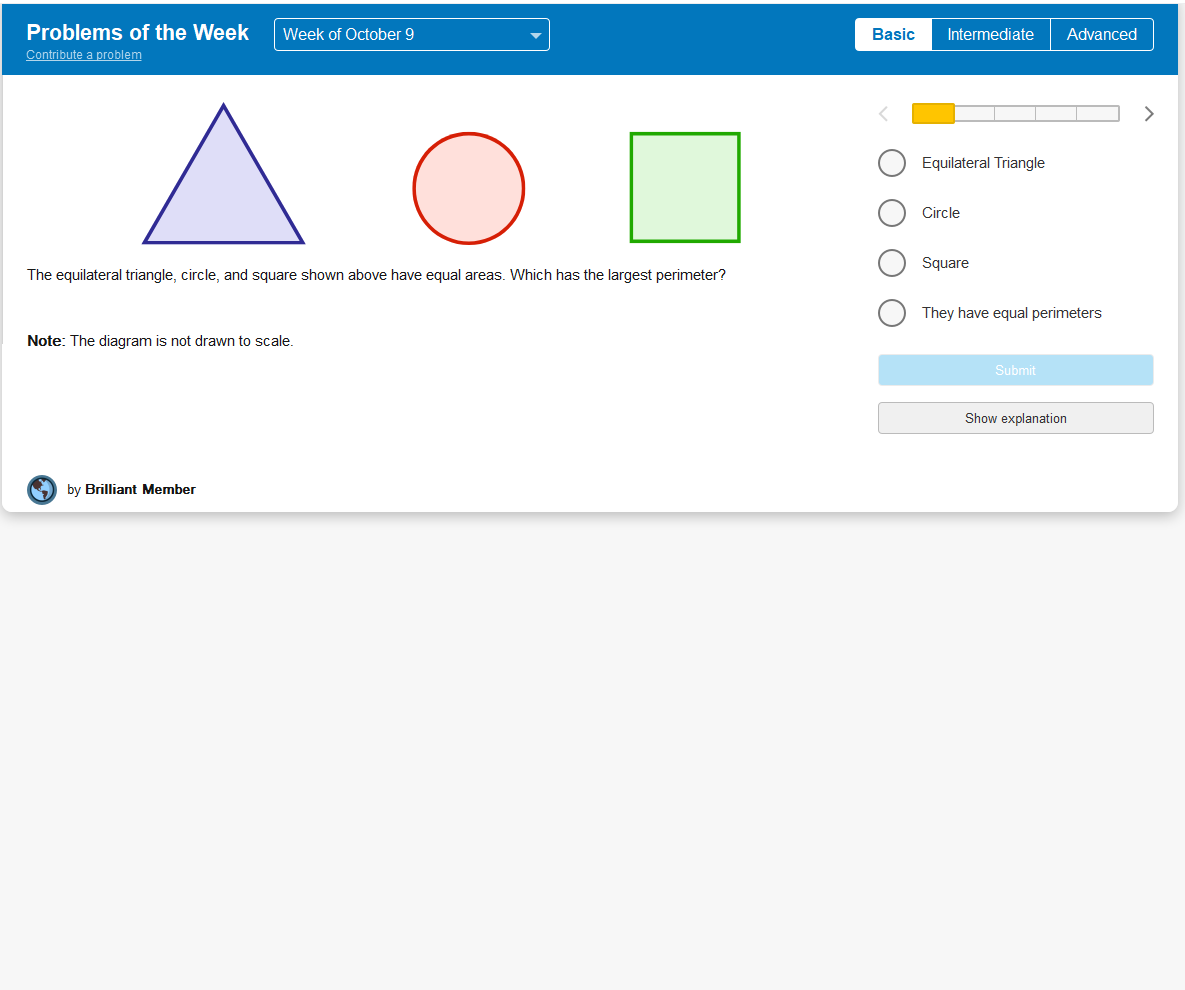 Problems of the Week
Contribute a problem
Week of October 9
Basic Intermediate Advanced
The equilateral triangle, circle, and square shown above have equal areas. Which has the largest perimeter?
Note: The diagram is not drawn to scale.
by Brilliant Member
Equilateral Triangle
Circle
Square
They have equal perimeters
Submit
Show explanation